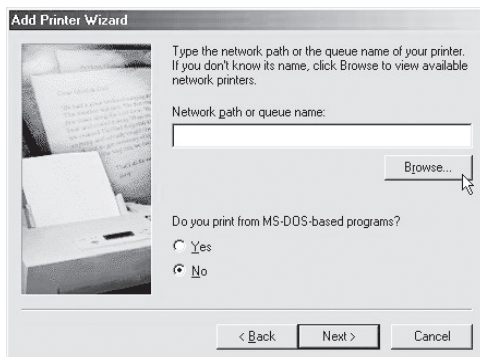 Add Printer Wizard
Type the network path or the queue name of your printer.
If you don't know its name, click Browse to view available
network printers.
Network path or queue name:
Browse...
Do you print from MS-DOS-based programs?
Yes
No
< Back
Next >
Cancel